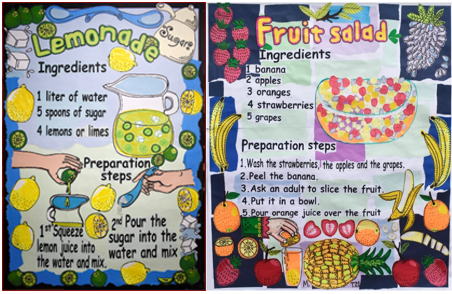 Lemonade
Sugar
Ingredients
1 liter of water
5 spoons of sugar
4 lemons or limes
Preparation
steps
1st Squeeze
lemon juice into
the water and mix.
2nd Pour the
sugar into the
water and mix
Fruit salad
Ingredients
1 banana
2 apples
3 oranges
4 strawberries
5 grapes
Preparation steps
1.Wash the strawberries, the apples and the grapes.
2.Peel the banana.
3.Ask an adult to slice the fruit.
4.Put it in a bowl.
5.Pour orange juice over the fruit